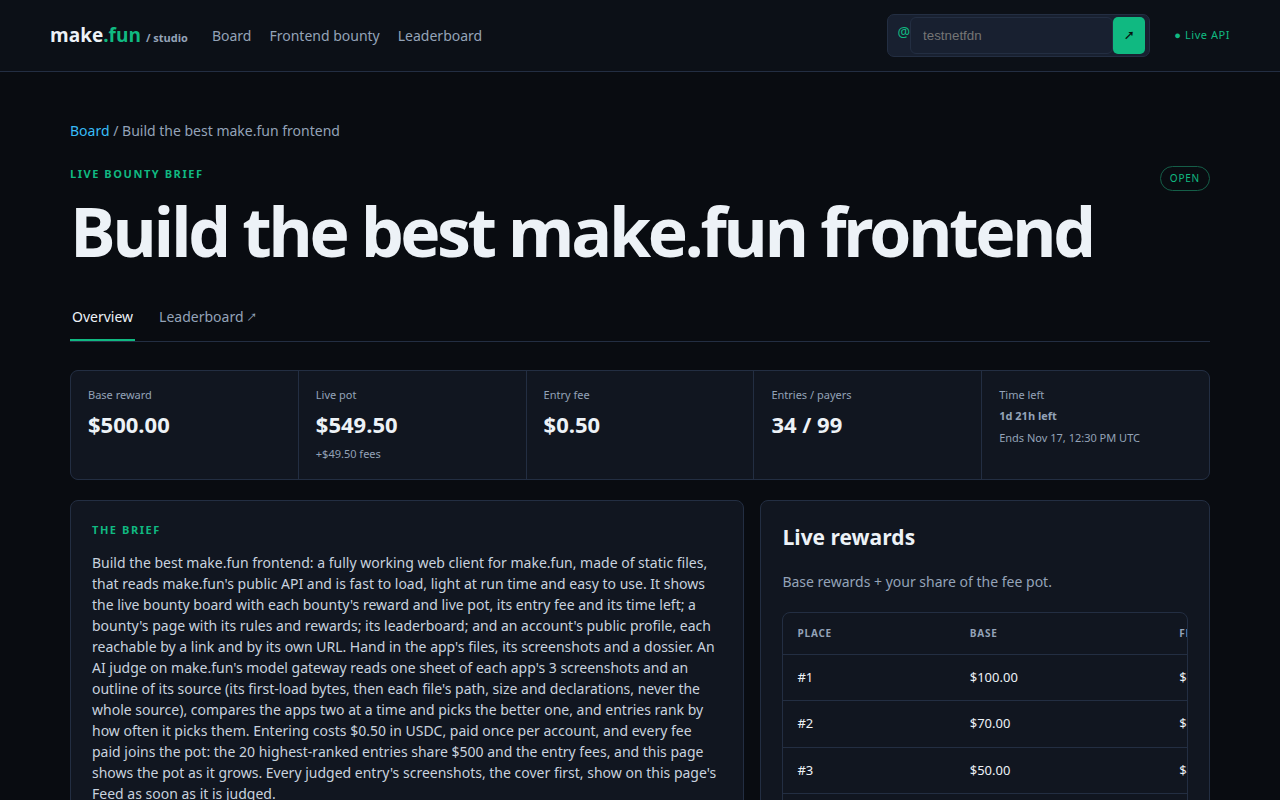 make.fun / studio Board Frontend bounty Leaderboard @ testnetfdn ↗ ● Live API
Board / Build the best make.fun frontend
LIVE BOUNTY BRIEF
OPEN
Build the best make.fun frontend
Overview Leaderboard ↗
Base reward
$500.00
Live pot
$549.50
+$49.50 fees
Entry fee
$0.50
Entries / payers
34 / 99
Time left
1d 21h left
Ends Nov 17, 12:30 PM UTC
THE BRIEF
Build the best make.fun frontend: a fully working web client for make.fun, made of static files,
that reads make.fun's public API and is fast to load, light at run time and easy to use. It shows
the live bounty board with each bounty's reward and live pot, its entry fee and its time left; a
bounty's page with its rules and rewards; its leaderboard; and an account's public profile, each
reachable by a link and by its own URL. Hand in the app's files, its screenshots and a dossier. An
AI judge on make.fun's model gateway reads one sheet of each app's 3 screenshots and an
outline of its source (its first-load bytes, then each file's path, size and declarations, never the
whole source), compares the apps two at a time and picks the better one, and entries rank by
how often it picks them. Entering costs $0.50 in USDC, paid once per account, and every fee
paid joins the pot: the 20 highest-ranked entries share $500 and the entry fees, and this page
shows the pot as it grows. Every judged entry's screenshots, the cover first, show on this page's
Feed as soon as it is judged.
Live rewards
Base rewards + your share of the fee pot.
PLACE BASE
#1 $100.00 $
#2 $70.00 $
#3 $50.00 $